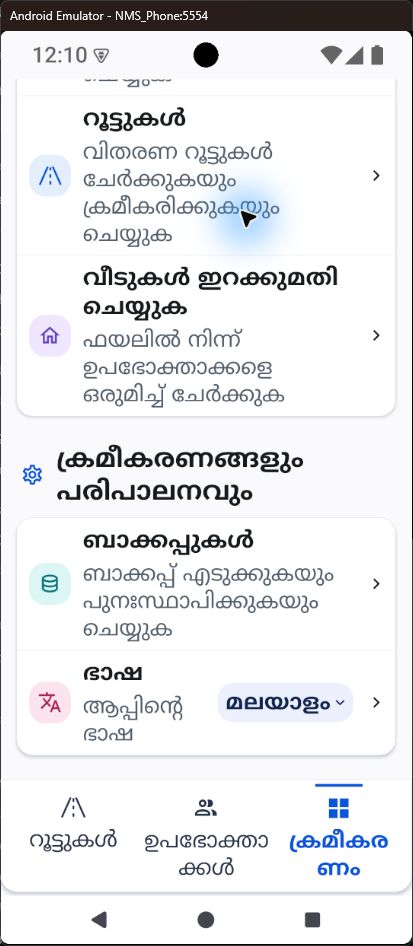 Android Emulator - NMS_Phone:5554
12:10
ചെയ്യുക
റൂട്ടുകൾ
വിതരണ റൂട്ടുകൾ
ചേർക്കുകയും
ക്രമീകരിക്കുകയും
ചെയ്യുക
വീടുകൾ ഇറക്കുമതി
ചെയ്യുക
ഫയലിൽ നിന്ന്
ഉപഭോക്താക്കളെ
ഒരുമിച്ച് ചേർക്കുക
ക്രമീകരണങ്ങളും
പരിപാലനവും
ബാക്കപ്പുകൾ
ബാക്കപ്പ് എടുക്കുകയും
പുനഃസ്ഥാപിക്കുകയും
ചെയ്യുക
ഭാഷ
ആപ്പിന്റെ
ഭാഷ
മലയാളം
റൂട്ടുകൾ
ഉപഭോക്താ
ക്കൾ
ക്രമീകര
ണം